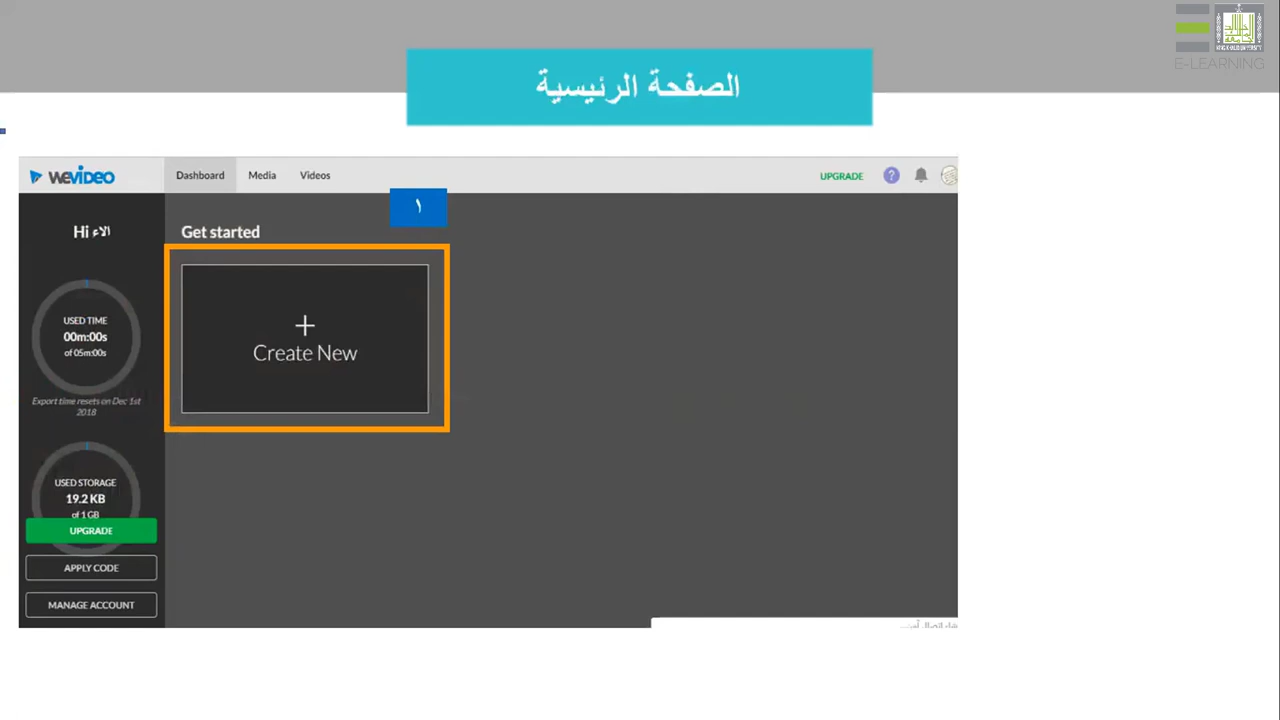 E-LEARNING
الصفحة الرئيسية
WEVIDEO
Dashboard
Media
Videos
UPGRADE
?
١
Hi الاء
Get started
USED TIME
00m:00s
of 05m:00s
Export time resets on Dec 1st
2018
+
Create New
USED STORAGE
19.2 KB
of 1 GB
UPGRADE
APPLY CODE
MANAGE ACCOUNT